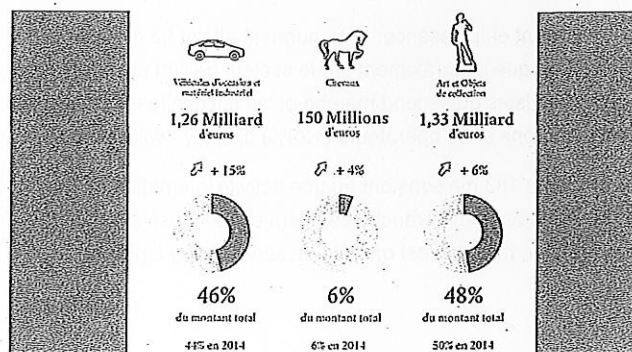 Véhicules d'occasion et
matériel industriel
1,26 Milliard
d'euros
+ 15%
46%
du montant total
44% en 2014
Chevaux
150 Millions
d'euros
+ 4%
6%
du montant total
6% en 2014
Art et Objets
de collection
1,33 Milliard
d'euros
+ 6%
48%
du montant total
50% en 2014